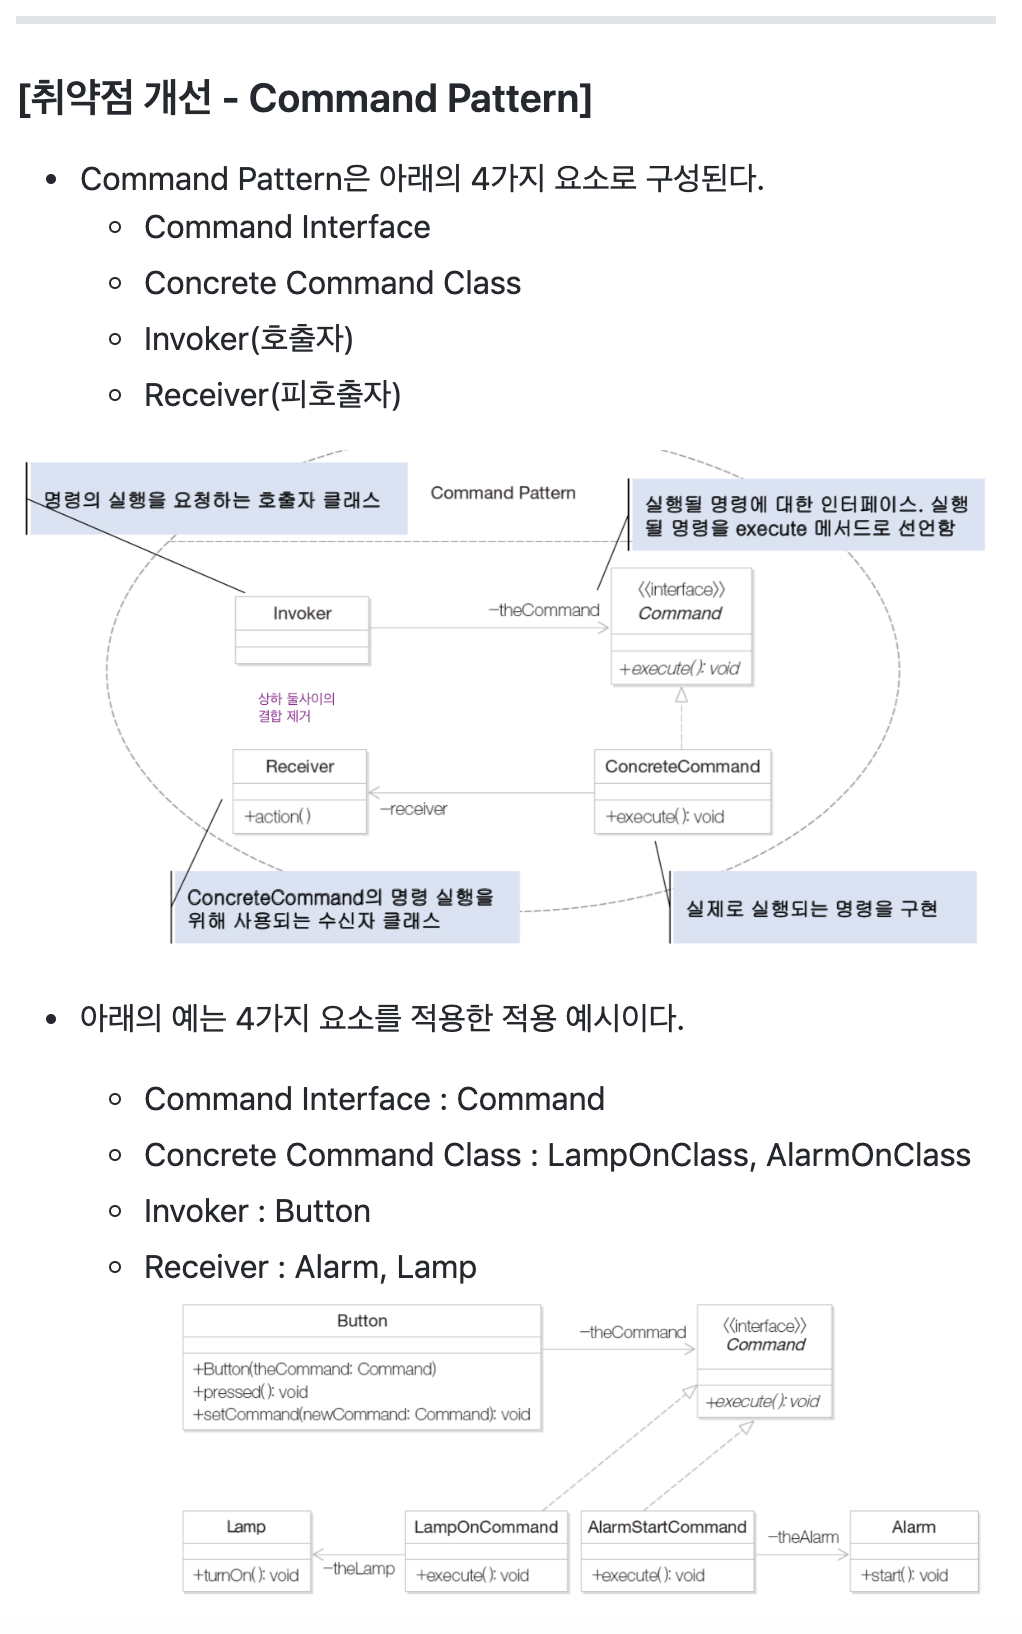 [취약점 개선 - Command Pattern]
• Command Pattern은 아래의 4가지 요소로 구성된다.
◦ Command Interface
◦ Concrete Command Class
◦ Invoker(호출자)
◦ Receiver(피호출자)
명령의 실행을 요청하는 호출자 클래스
Command Pattern
실행될 명령에 대한 인터페이스. 실행
될 명령을 execute 메서드로 선언함
Invoker
-theCommand
<<interface>>
Command
+execute(): void
상하 둘사이의
결합 제거
Receiver
+action()
-receiver
ConcreteCommand
+execute(): void
ConcreteCommand의 명령 실행을
위해 사용되는 수신자 클래스
실제로 실행되는 명령을 구현
• 아래의 예는 4가지 요소를 적용한 적용 예시이다.
◦ Command Interface : Command
◦ Concrete Command Class : LampOnClass, AlarmOnClass
◦ Invoker : Button
◦ Receiver : Alarm, Lamp
Button
+Button(theCommand: Command)
+pressed(): void
+setCommand(newCommand: Command): void
-theCommand
<<interface>>
Command
+execute(): void
Lamp
+turnOn(): void
-theLamp
LampOnCommand
+execute(): void
AlarmStartCommand
+execute(): void
-theAlarm
Alarm
+start(): void